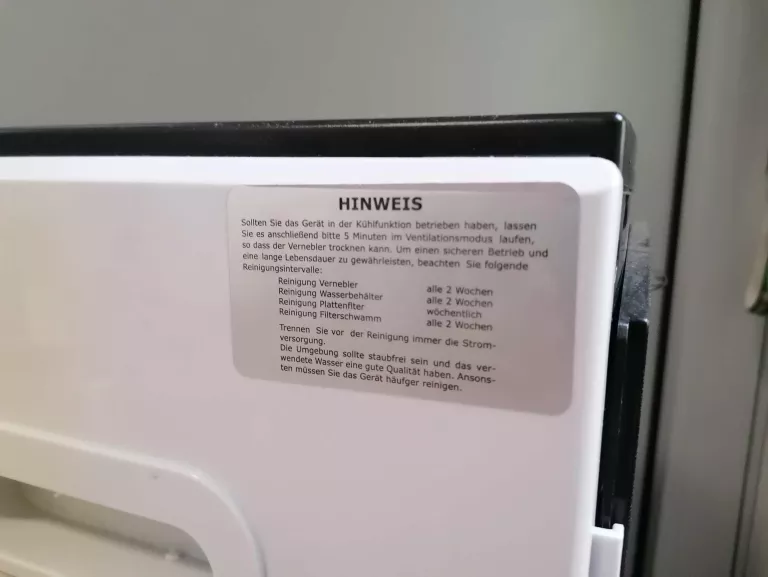 HINWEIS
Sollten Sie das Gerät in der Kühlfunktion betrieben haben, lassen
Sie es anschließend bitte 5 Minuten im Ventilationsmodus laufen,
so dass der Vernebler trocknen kann. Um einen sicheren Betrieb und
eine lange Lebensdauer zu gewährleisten, beachten Sie folgende
Reinigungsintervalle:
Reinigung Vernebler alle 2 Wochen
Reinigung Wasserbehälter alle 2 Wochen
Reinigung Plattenfilter wöchentlich
Reinigung Filterschwamm alle 2 Wochen
Trennen Sie vor der Reinigung immer die Strom-
versorgung.
Die Umgebung sollte staubfrei sein und das ver-
wendete Wasser eine gute Qualität haben. Ansons-
ten müssen Sie das Gerät häufger reinigen.